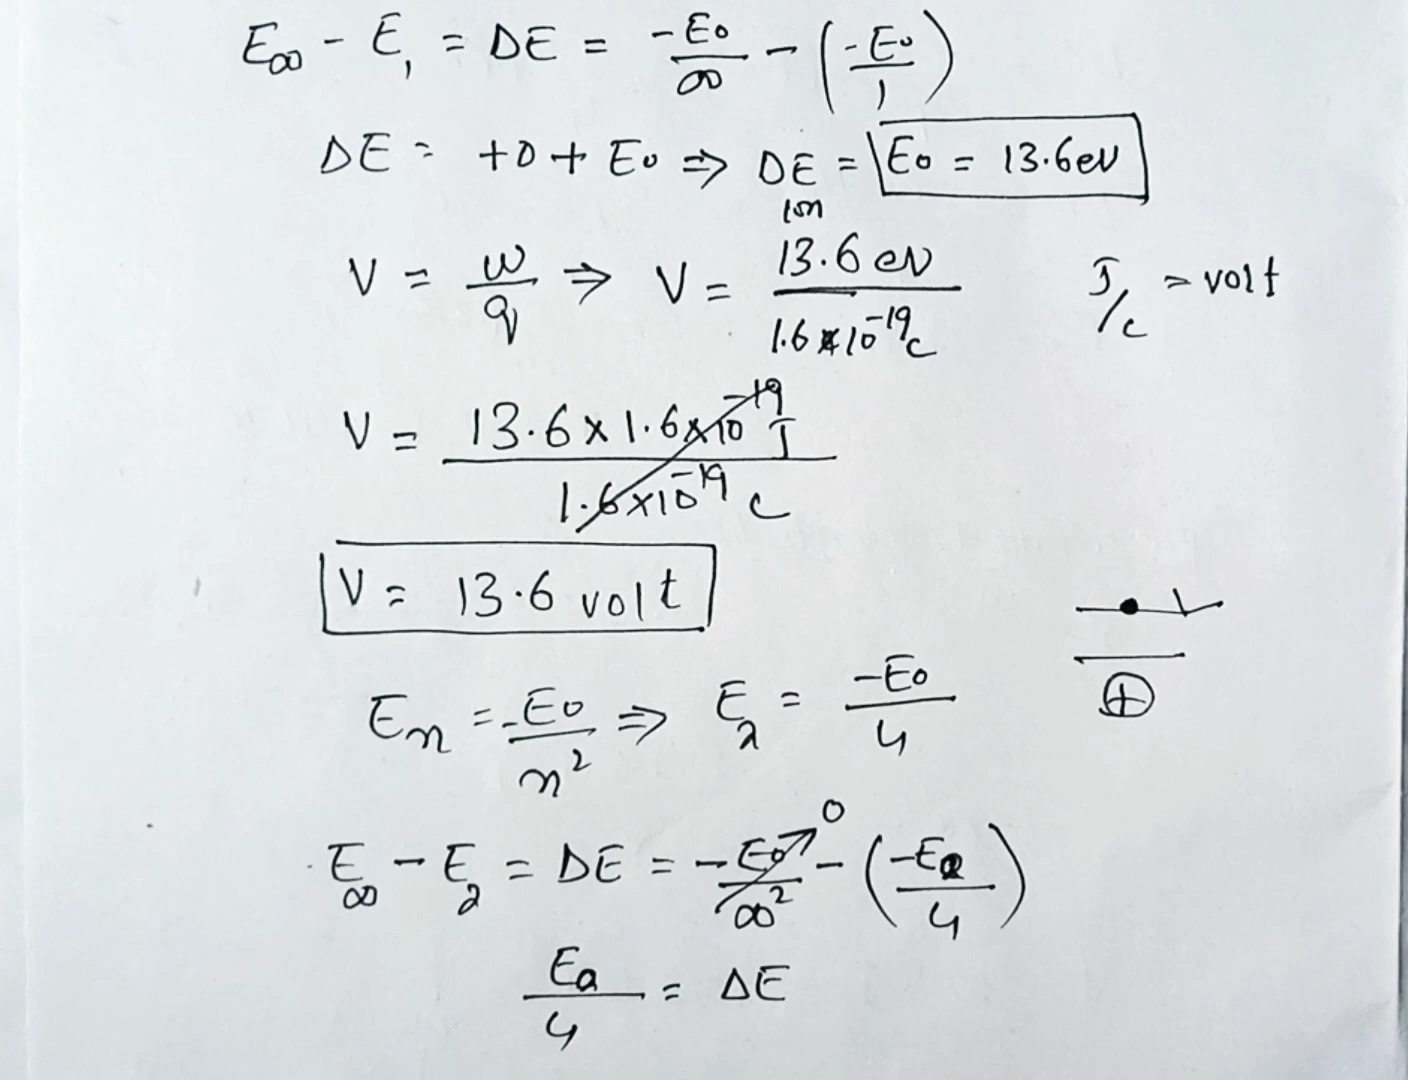 E∞ - E₁ = ΔE = -E₀/∞ - (-E₀/1)
ΔE = +0 + E₀ ⇒ ΔE ion = E₀ = 13.6ev
V = w/q ⇒ V = 13.6 ev / 1.6×10⁻¹⁹c J/c = volt
V = 13.6 × 1.6×10⁻¹⁹ J / 1.6×10⁻¹⁹ c
V = 13.6 volt
Eₙ = -E₀/n² ⇒ E₂ = -E₀/4 +
E∞ - E₂ = ΔE = -E₀/∞² 0 - (-E₀/4)
Ea/4 = ΔE